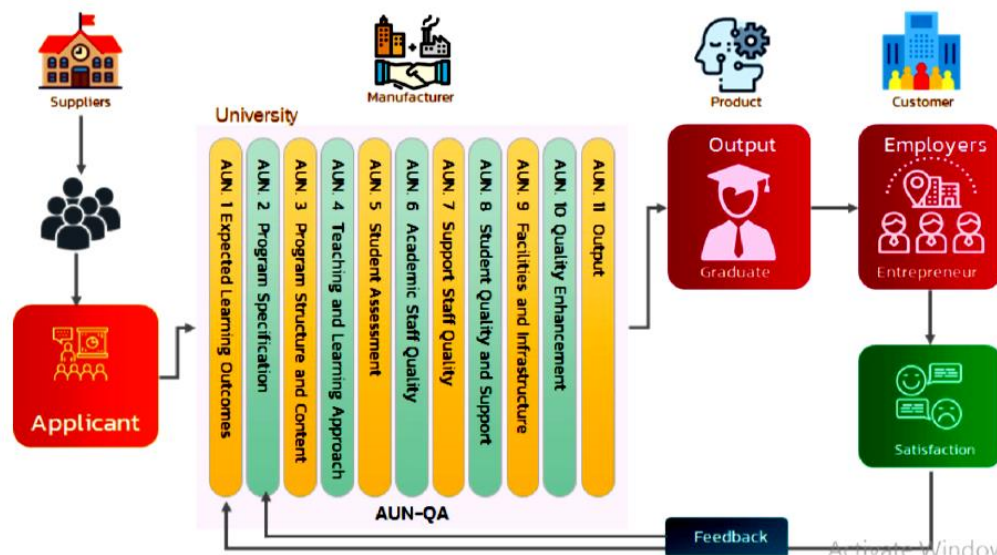 Suppliers
Manufacturer
Product
Customer
University
AUN. 1 Expected Learning Outcomes
AUN. 2 Program Specification
AUN. 3 Program Structure and Content
AUN. 4 Teaching and Learning Approach
AUN. 5 Student Assessment
AUN. 6 Academic Staff Quality
AUN. 7 Support Staff Quality
AUN. 8 Student Quality and Support
AUN. 9 Facilities and Infrastructure
AUN. 10 Quality Enhancement
AUN. 11 Output
AUN-QA
Applicant
Output
Graduate
Employers
Entrepreneur
Satisfaction
Feedback
Activate Window